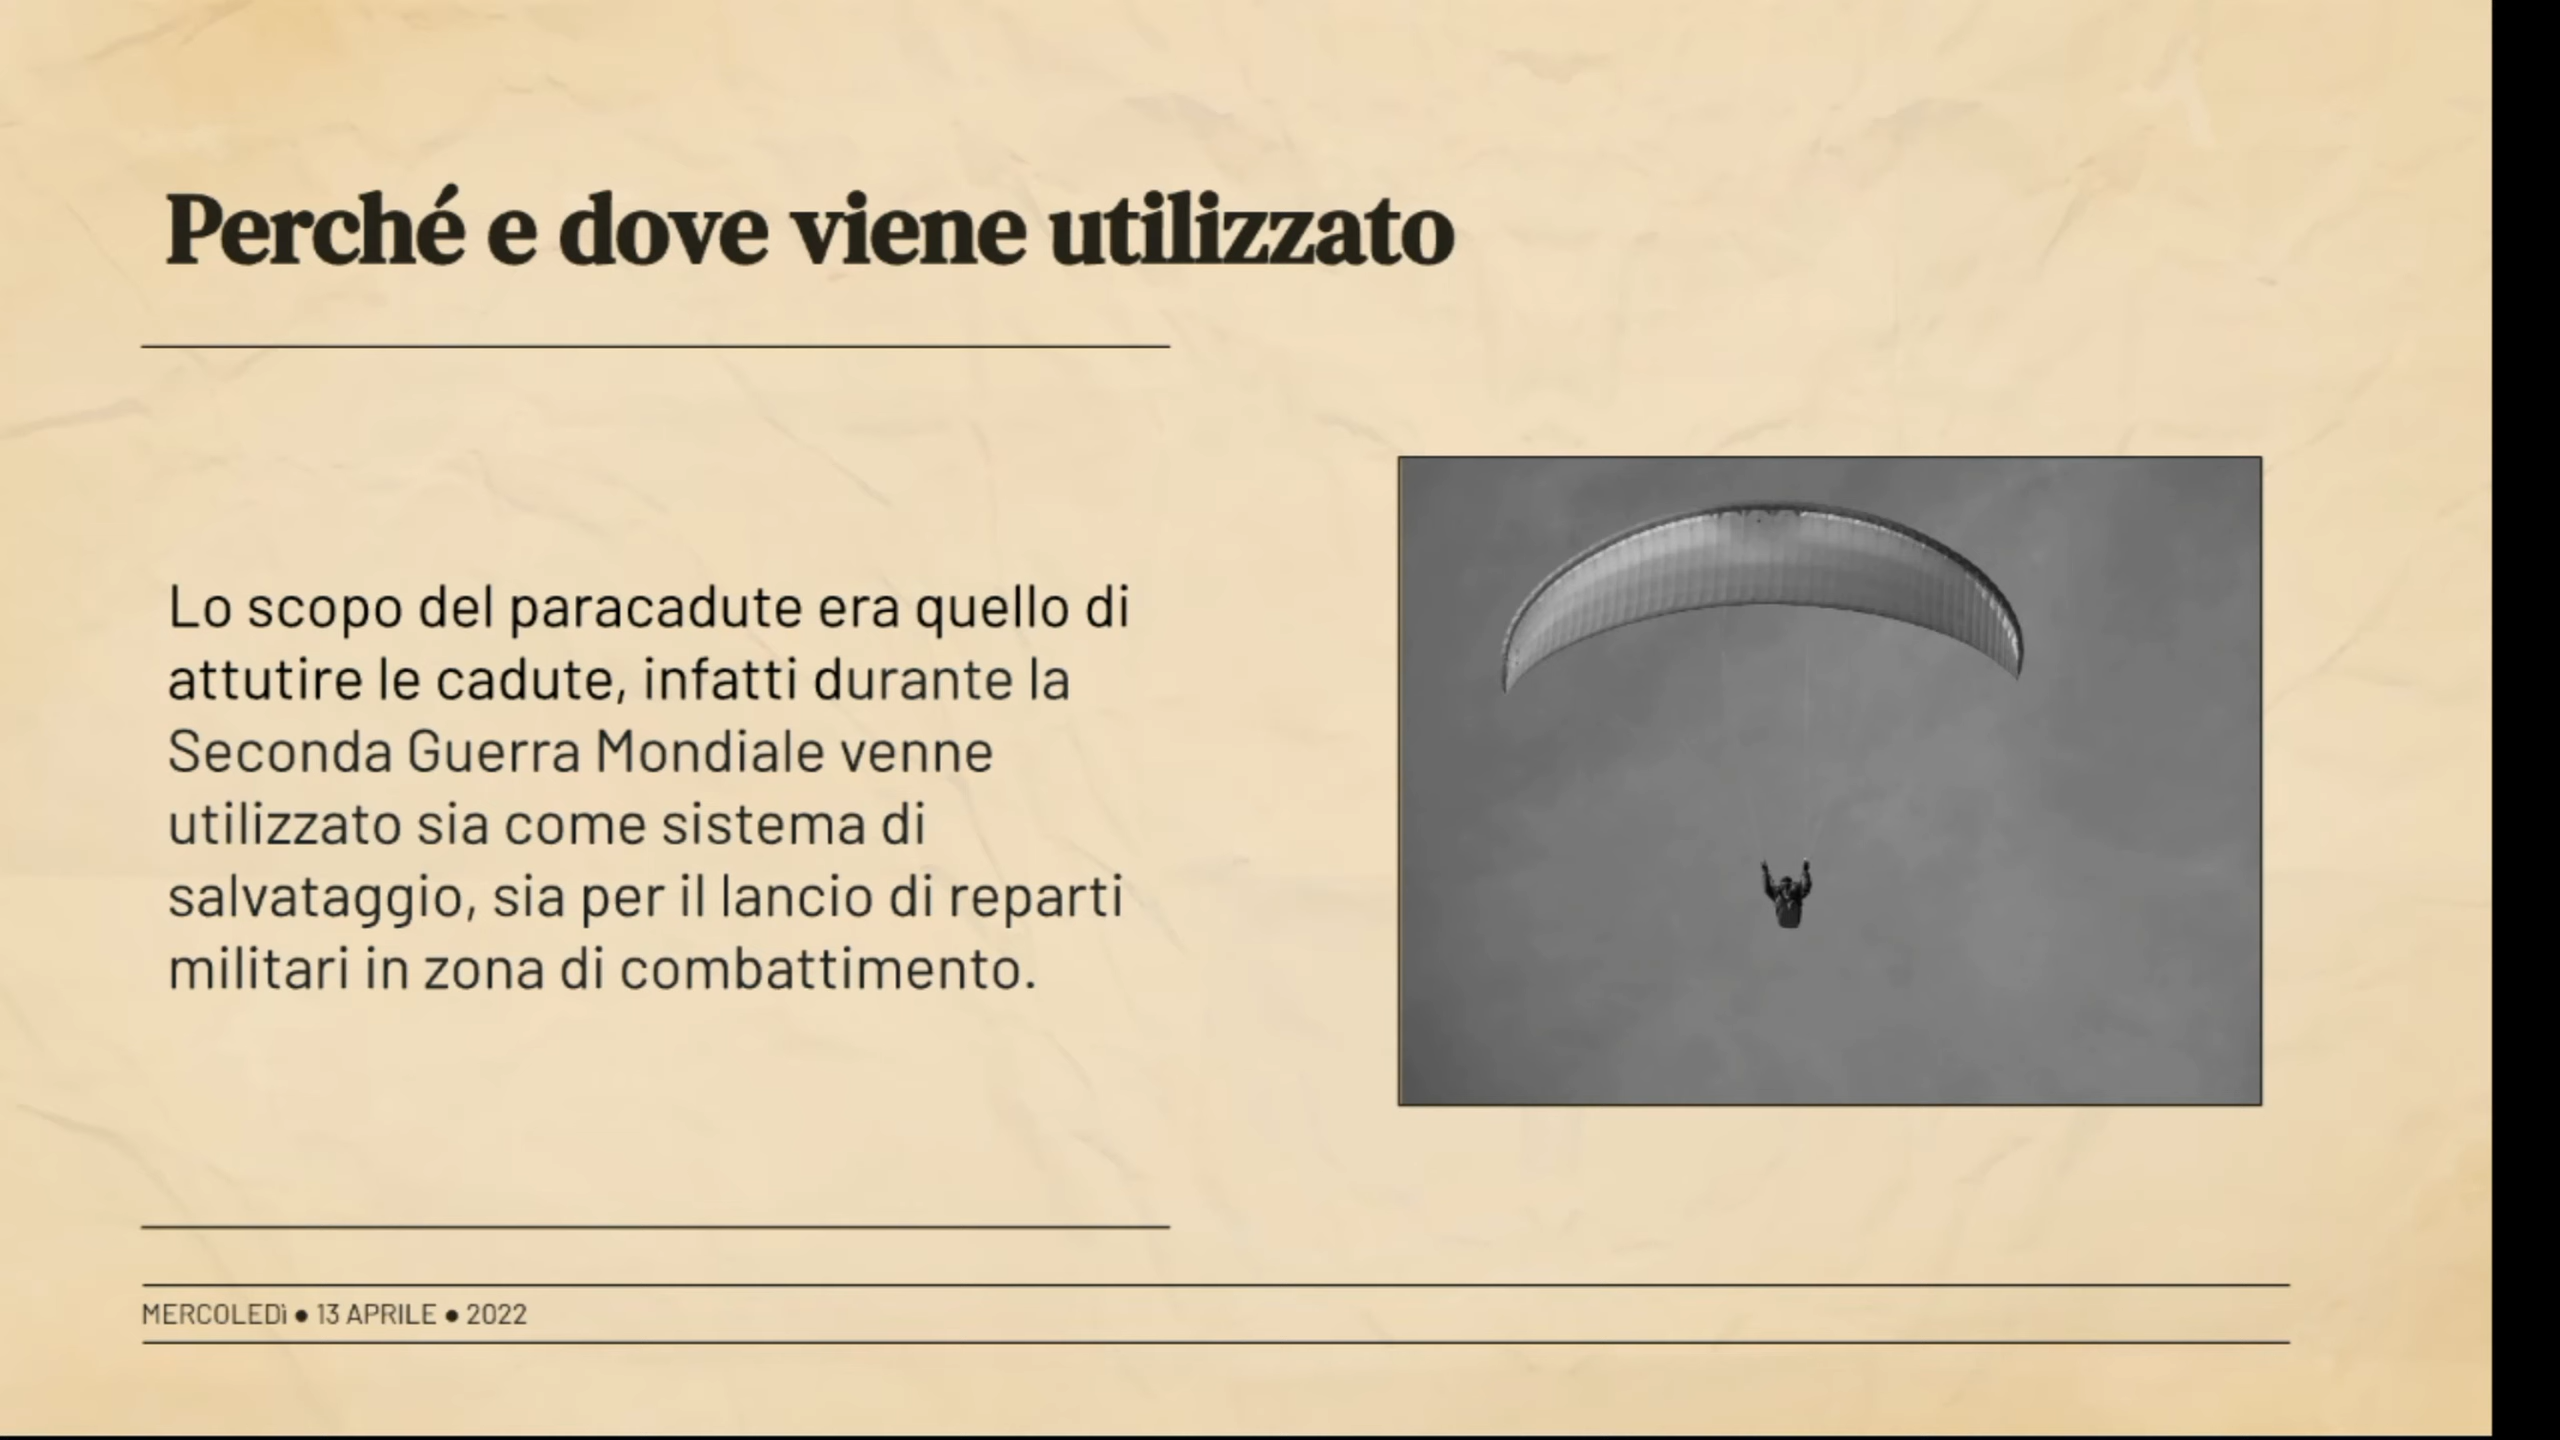 Perché e dove viene utilizzato
Lo scopo del paracadute era quello di
attutire le cadute, infatti durante la
Seconda Guerra Mondiale venne
utilizzato sia come sistema di
salvataggio, sia per il lancio di reparti
militari in zona di combattimento.
MERCOLEDì ● 13 APRILE ● 2022